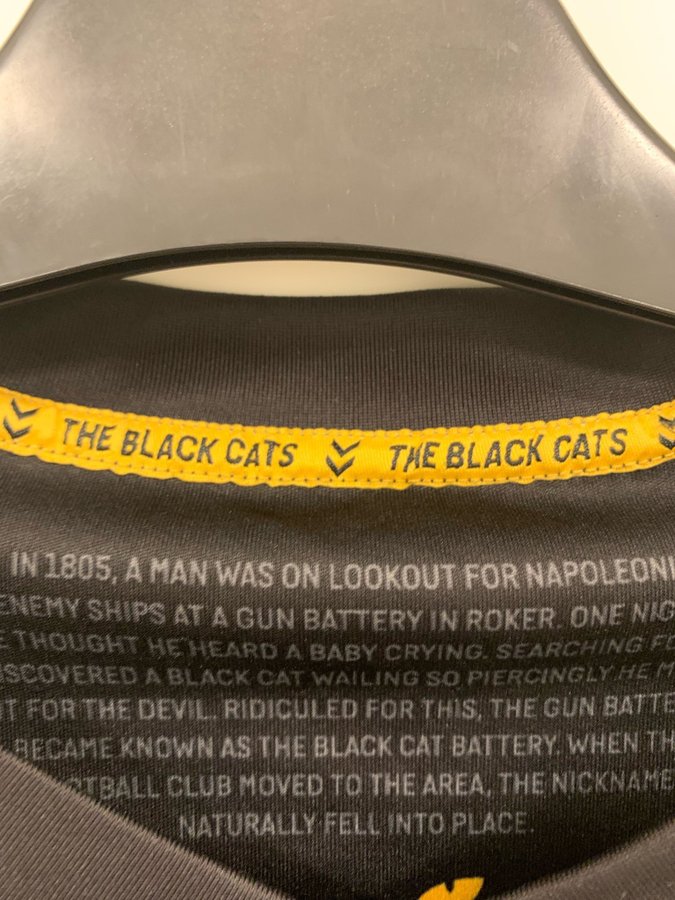 THE BLACK CATS THE BLACK CATS
IN 1805, A MAN WAS ON LOOKOUT FOR NAPOLEONI
ENEMY SHIPS AT A GUN BATTERY IN ROKER. ONE NIG
E THOUGHT HE HEARD A BABY CRYING. SEARCHING FO
ISCOVERED A BLACK CAT WAILING SO PIERCINGLY HE M
T FOR THE DEVIL. RIDICULED FOR THIS, THE GUN BATTE
BECAME KNOWN AS THE BLACK CAT BATTERY. WHEN TH
OTBALL CLUB MOVED TO THE AREA, THE NICKNAME
NATURALLY FELL INTO PLACE.